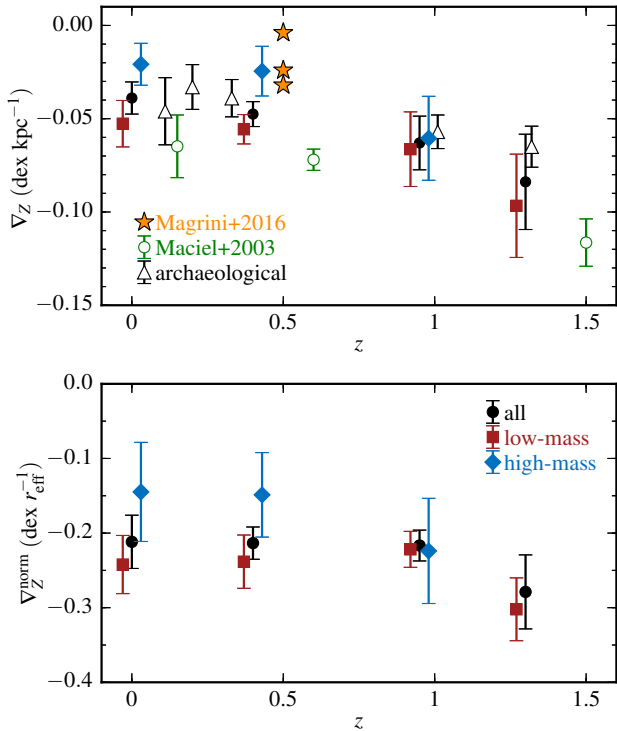 0.00
−0.05
−0.10
−0.15
∇Z (dex kpc−1)
Magrini+2016
Maciel+2003
archaeological
0 0.5 1 1.5
z
0.0
−0.1
−0.2
−0.3
−0.4
∇Znorm (dex reff−1)
all
low-mass
high-mass
0 0.5 1 1.5
z